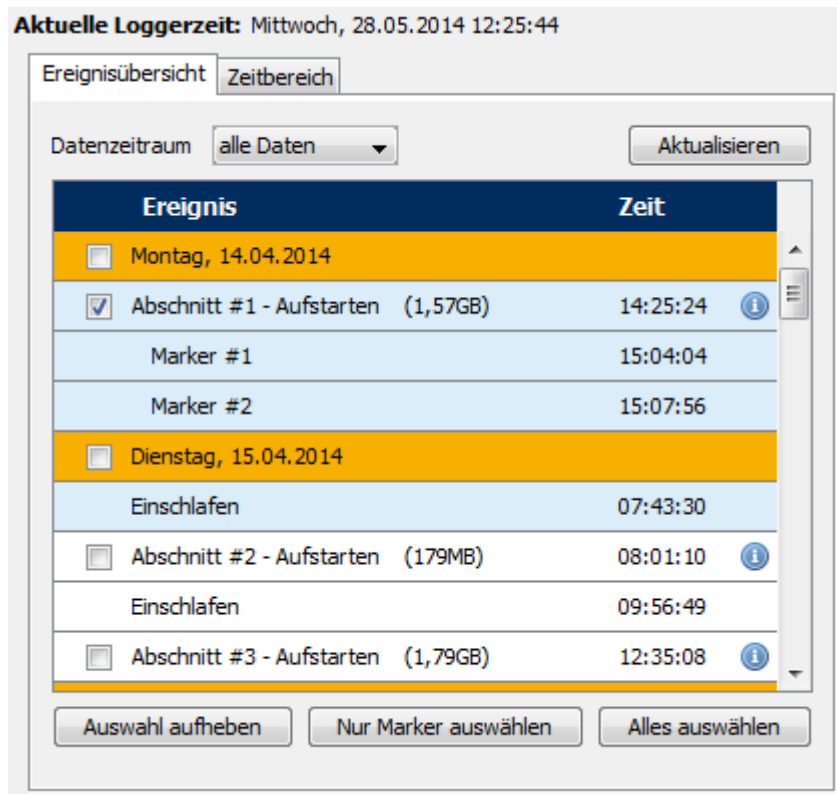 Aktuelle Loggerzeit: Mittwoch, 28.05.2014 12:25:44
Ereignisübersicht Zeitbereich
Datenzeitraum alle Daten Aktualisieren
Ereignis Zeit
Montag, 14.04.2014
Abschnitt #1 - Aufstarten (1,57GB) 14:25:24
Marker #1 15:04:04
Marker #2 15:07:56
Dienstag, 15.04.2014
Einschlafen 07:43:30
Abschnitt #2 - Aufstarten (179MB) 08:01:10
Einschlafen 09:56:49
Abschnitt #3 - Aufstarten (1,79GB) 12:35:08
Auswahl aufheben Nur Marker auswählen Alles auswählen